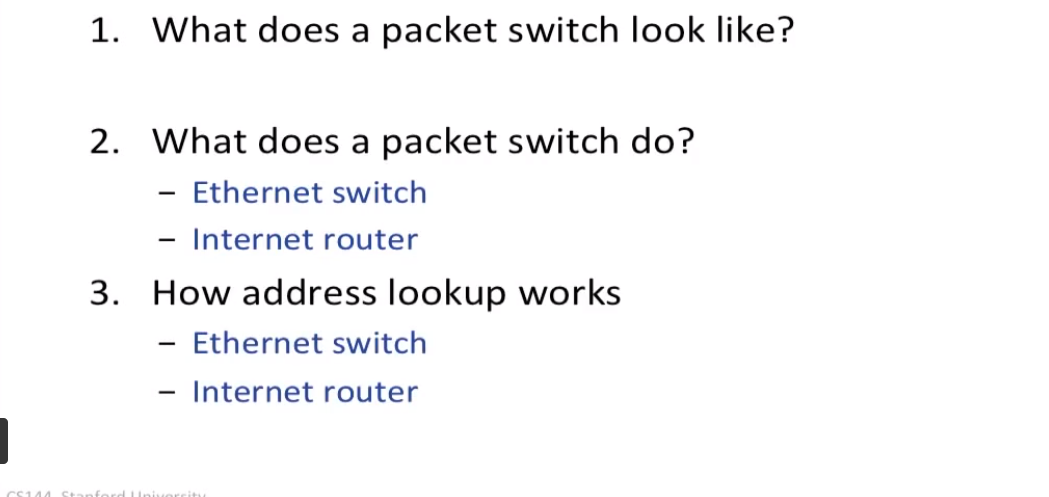 1. What does a packet switch look like?
2. What does a packet switch do?
– Ethernet switch
– Internet router
3. How address lookup works
– Ethernet switch
– Internet router
CS144, Stanford University